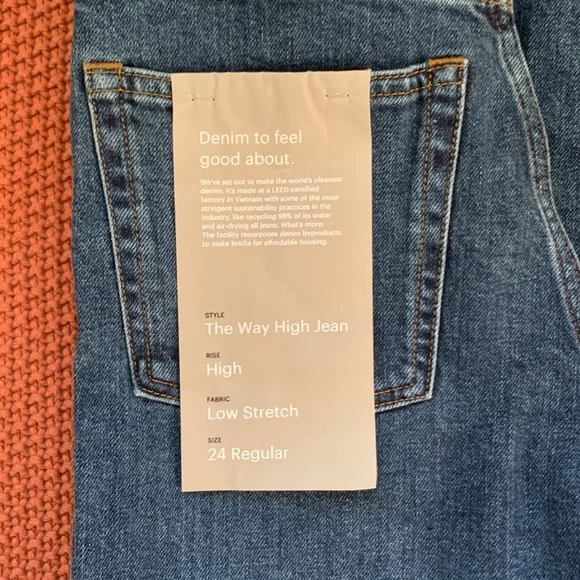 Denim to feel
good about.
We've set out to make the world's cleanest
denim. It's made at a LEED-certified
factory in Vietnam with some of the most
stringent sustainability practices in the
industry, like recycling 98% of its water
and air-drying all jeans. What's more:
The facility repurposes denim byproducts
to make bricks for affordable housing.
STYLE
The Way High Jean
RISE
High
FABRIC
Low Stretch
SIZE
24 Regular